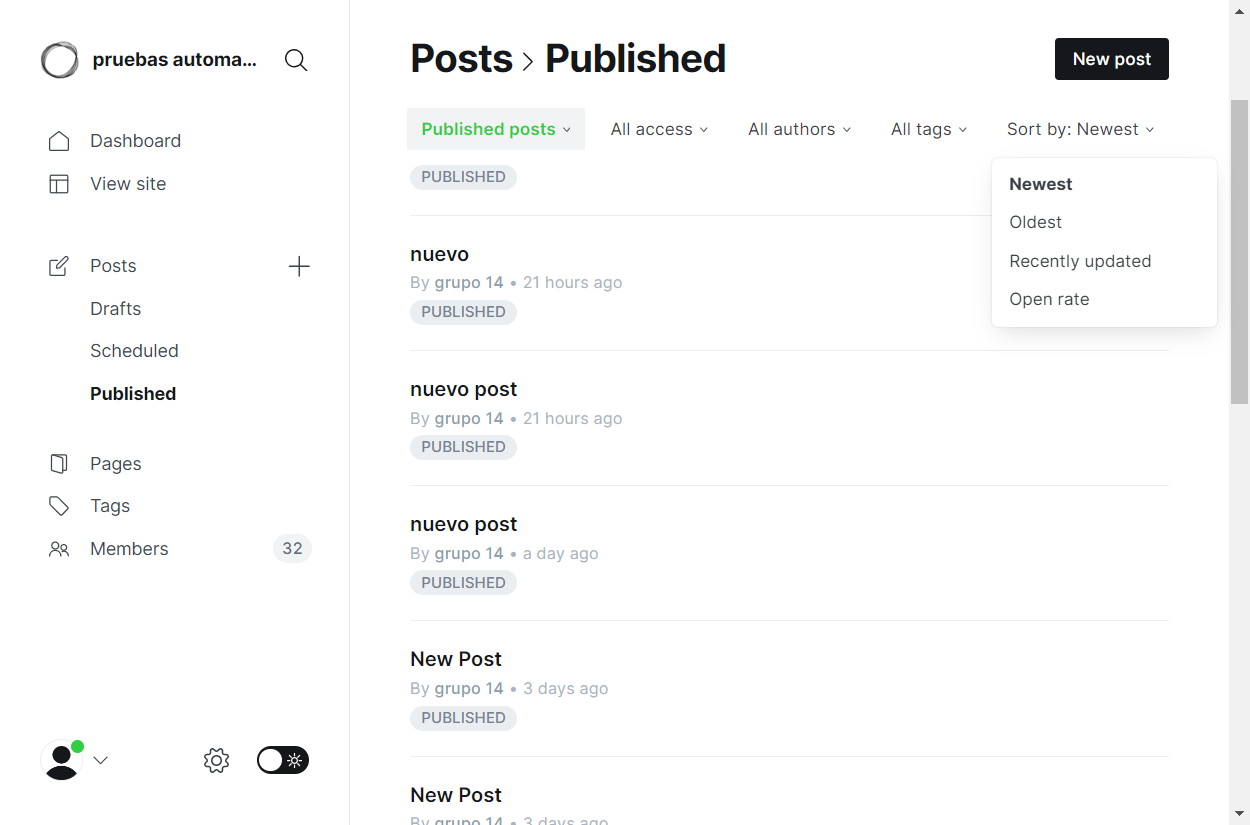 pruebas automa...
Dashboard
View site
Posts
Drafts
Scheduled
Published
Pages
Tags
Members 32
Posts > Published
New post
Published posts All access All authors All tags Sort by: Newest
Newest
Oldest
Recently updated
Open rate
PUBLISHED
nuevo
By grupo 14 • 21 hours ago
PUBLISHED
nuevo post
By grupo 14 • 21 hours ago
PUBLISHED
nuevo post
By grupo 14 • a day ago
PUBLISHED
New Post
By grupo 14 • 3 days ago
PUBLISHED
New Post
By grupo 14 • 3 days ago